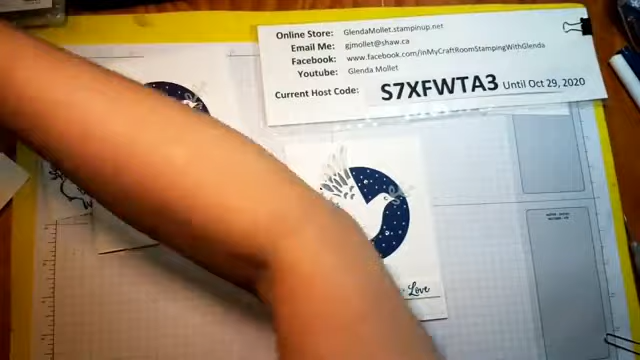 Online Store: GlendaMollet.stampinup.net
Email Me: gjmollet@shaw.ca
Facebook: www.facebook.com/inMyCraftRoomStampingWithGlenda
Youtube: Glenda Mollet
Current Host Code: S7XFWTA3 Until Oct 29, 2020
Love